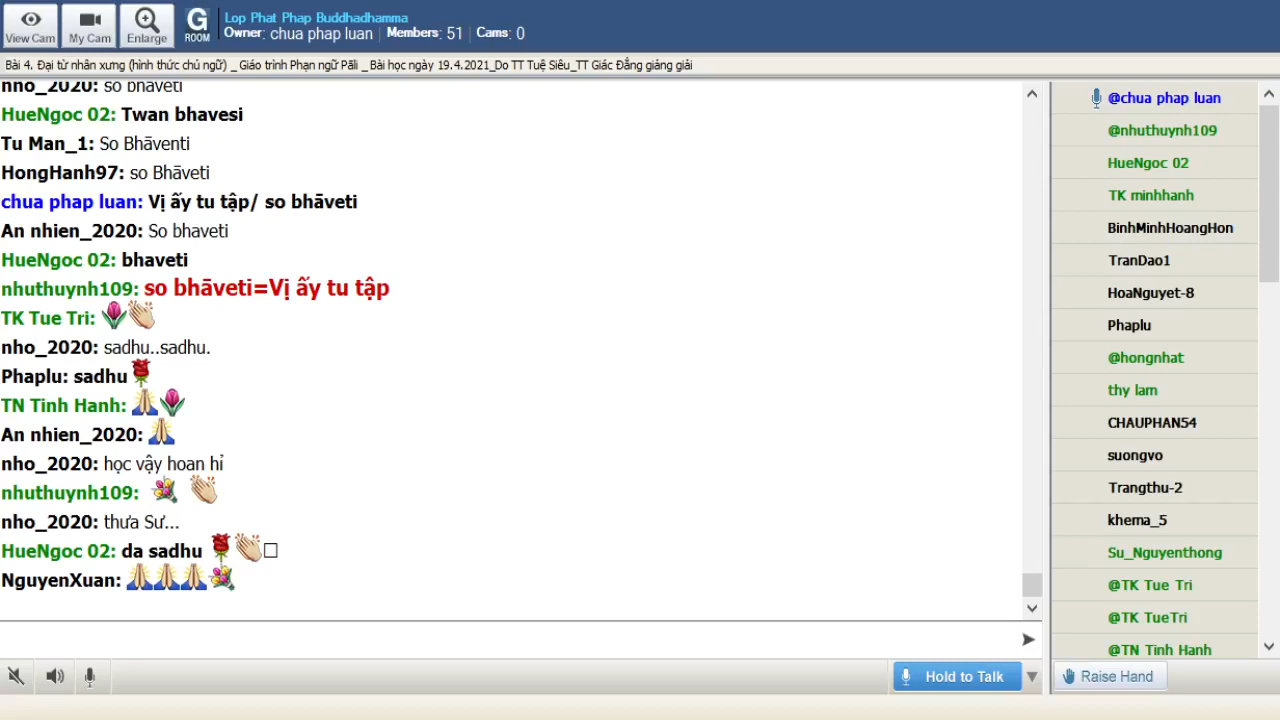 View Cam
My Cam
Enlarge
G
ROOM
Lop Phat Phap Buddhadhamma
Owner: chua phap luan | Members: 51 | Cams: 0
Bài 4. Đại từ nhân xưng (hình thức chủ ngữ) _ Giáo trình Phạn ngữ Pāli _ Bài học ngày 19.4.2021_Do TT Tuệ Siêu_TT Giác Đẳng giảng giải
nho_2020: so bhaveti
HueNgoc 02: Twan bhavesi
Tu Man_1: So Bhāventi
HongHanh97: so Bhāveti
chua phap luan: Vị ấy tu tập/ so bhāveti
An nhien_2020: So bhaveti
HueNgoc 02: bhaveti
nhuthuynh109: so bhāveti=Vị ấy tu tập
TK Tue Tri:
nho_2020: sadhu..sadhu.
Phaplu: sadhu
TN Tinh Hanh:
An nhien_2020:
nho_2020: học vậy hoan hỉ
nhuthuynh109:
nho_2020: thưa Sư...
HueNgoc 02: da sadhu
NguyenXuan:
@chua phap luan
@nhuthuynh109
HueNgoc 02
TK minhhanh
BinhMinhHoangHon
TranDao1
HoaNguyet-8
Phaplu
@hongnhat
thy lam
CHAUPHAN54
suongvo
Trangthu-2
khema_5
Su_Nguyenthong
@TK Tue Tri
@TK TueTri
@TN Tinh Hanh
Hold to Talk
Raise Hand